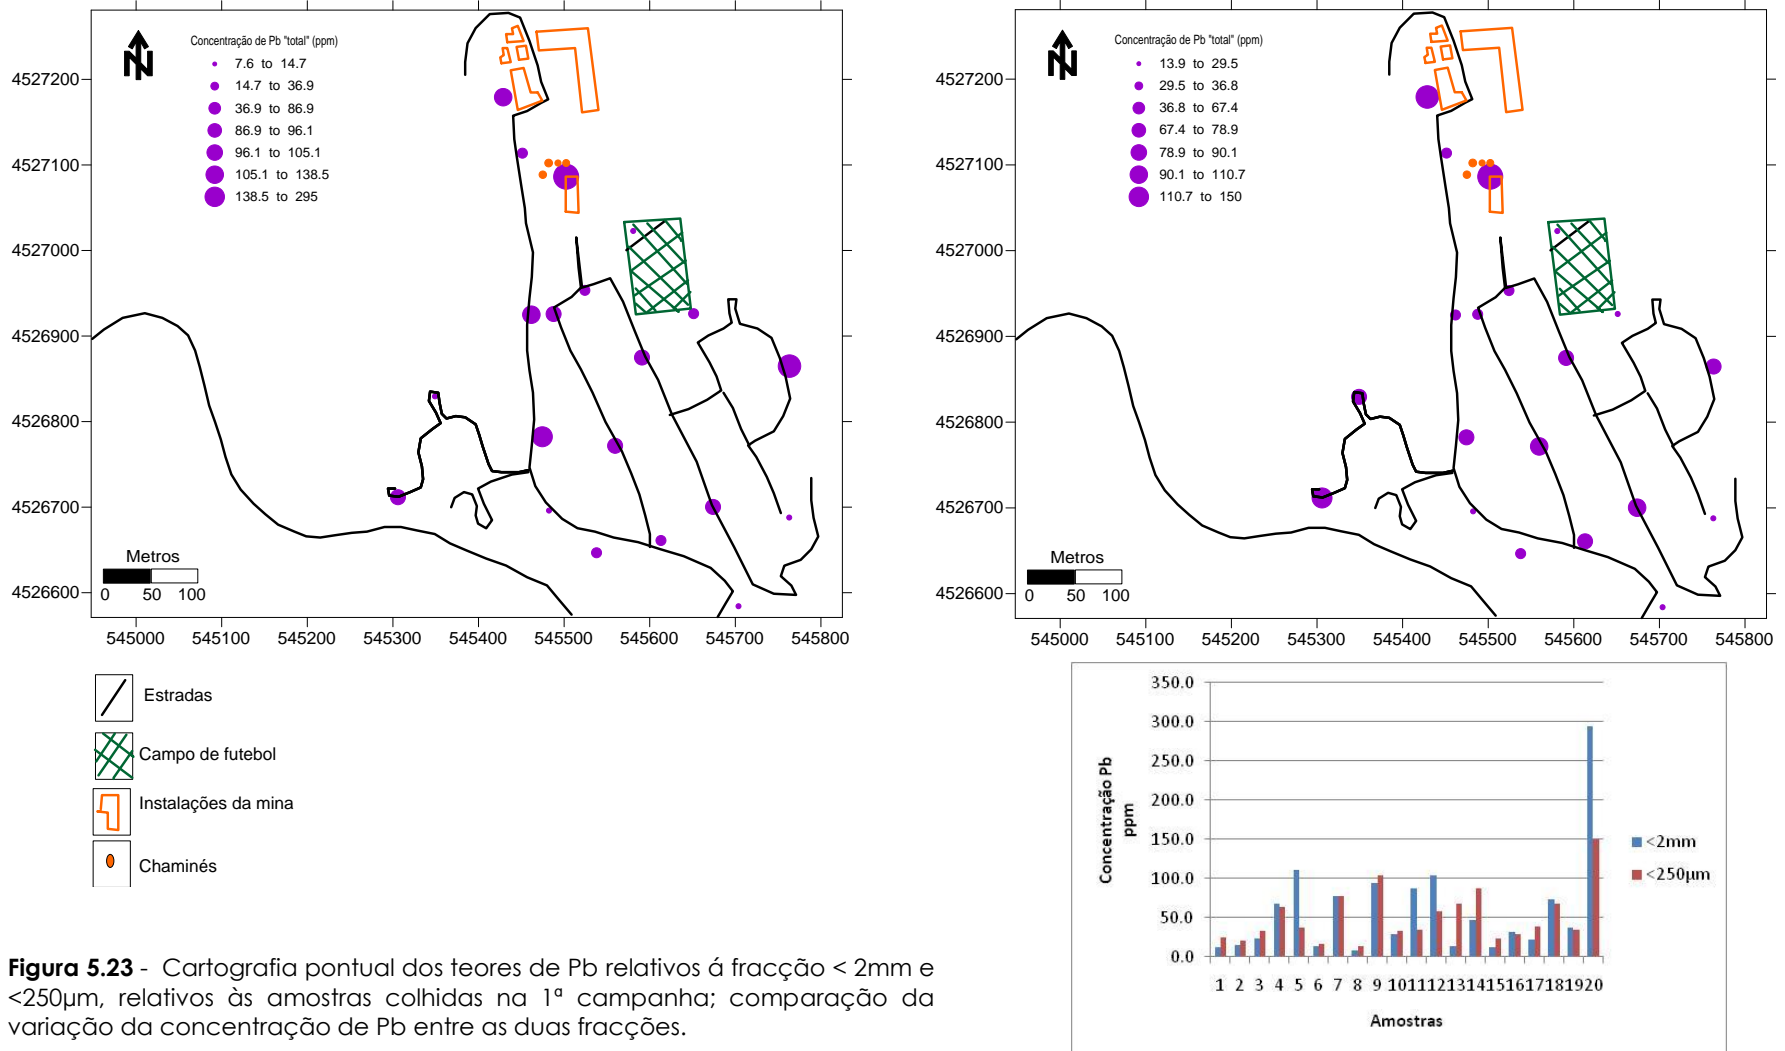 Concentração de Pb "total" (ppm)
7.6 to 14.7
14.7 to 36.9
36.9 to 86.9
86.9 to 96.1
96.1 to 105.1
105.1 to 138.5
138.5 to 295
N
4527200
4527100
4527000
4526900
4526800
4526700
4526600
Metros
0 50 100
545000 545100 545200 545300 545400 545500 545600 545700 545800
Concentração de Pb "total" (ppm)
13.9 to 29.5
29.5 to 36.8
36.8 to 67.4
67.4 to 78.9
78.9 to 90.1
90.1 to 110.7
110.7 to 150
N
4527200
4527100
4527000
4526900
4526800
4526700
4526600
Metros
0 50 100
545000 545100 545200 545300 545400 545500 545600 545700 545800
Estradas
Campo de futebol
Instalações da mina
Chaminés
350.0
300.0
250.0
200.0
150.0
100.0
50.0
0.0
Concentração Pb
ppm
1 2 3 4 5 6 7 8 9 10 11 12 13 14 15 16 17 18 19 20
Amostras
<2mm
<250µm
Figura 5.23 - Cartografia pontual dos teores de Pb relativos á fracção < 2mm e
<250µm, relativos às amostras colhidas na 1ª campanha; comparação da
variação da concentração de Pb entre as duas fracções.